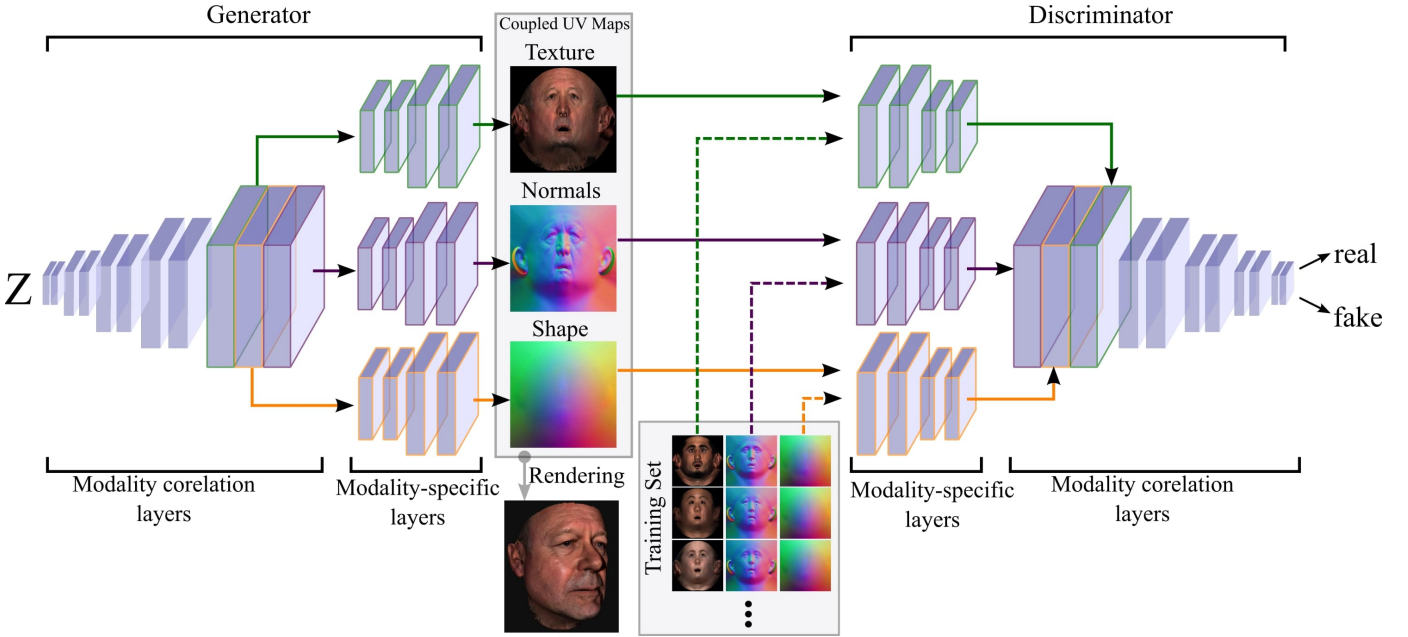 Generator
Coupled UV Maps
Discriminator
Texture
Normals
Z
real
fake
Shape
Rendering
Training Set
Modality corelation
layers
Modality-specific
layers
Modality-specific
layers
Modality corelation
layers